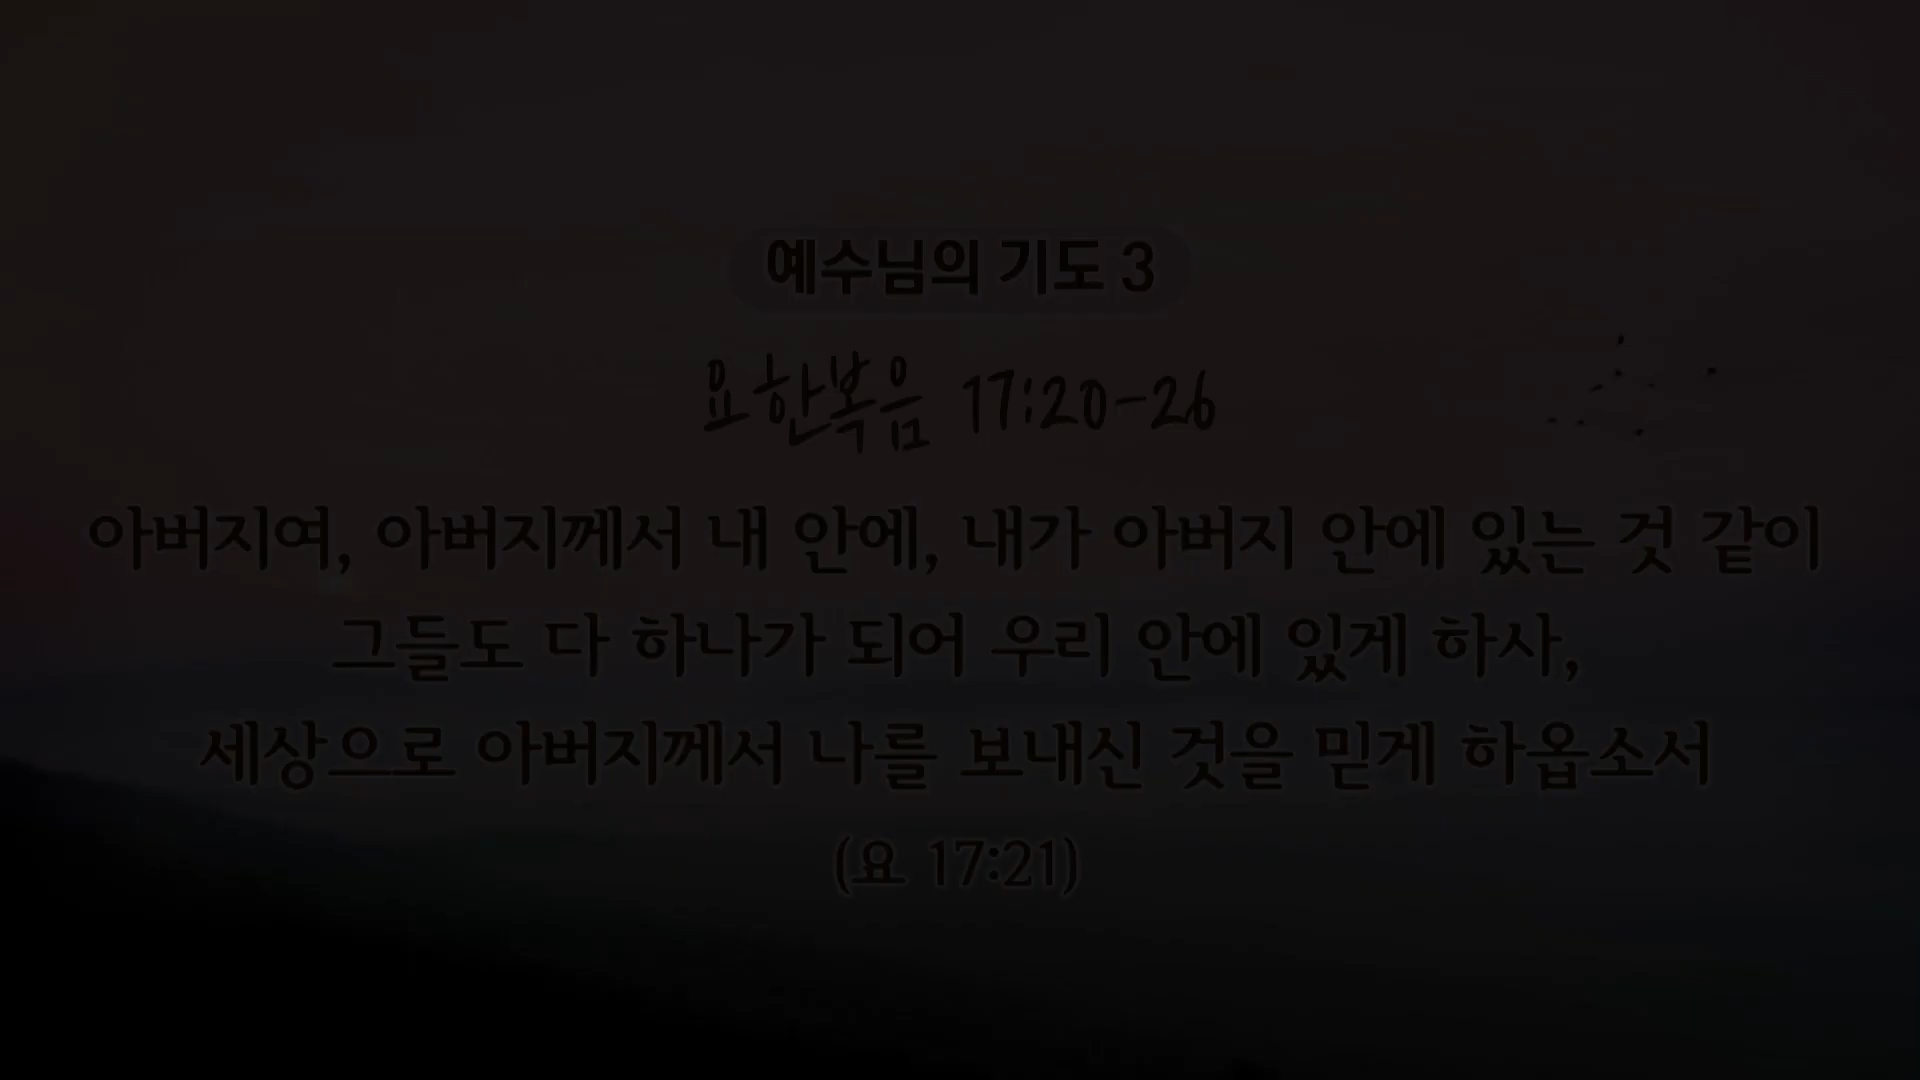 예수님의 기도 3
요한복음 17:20-26
아버지여, 아버지께서 내 안에, 내가 아버지 안에 있는 것 같이
그들도 다 하나가 되어 우리 안에 있게 하사,
세상으로 아버지께서 나를 보내신 것을 믿게 하옵소서
(요 17:21)